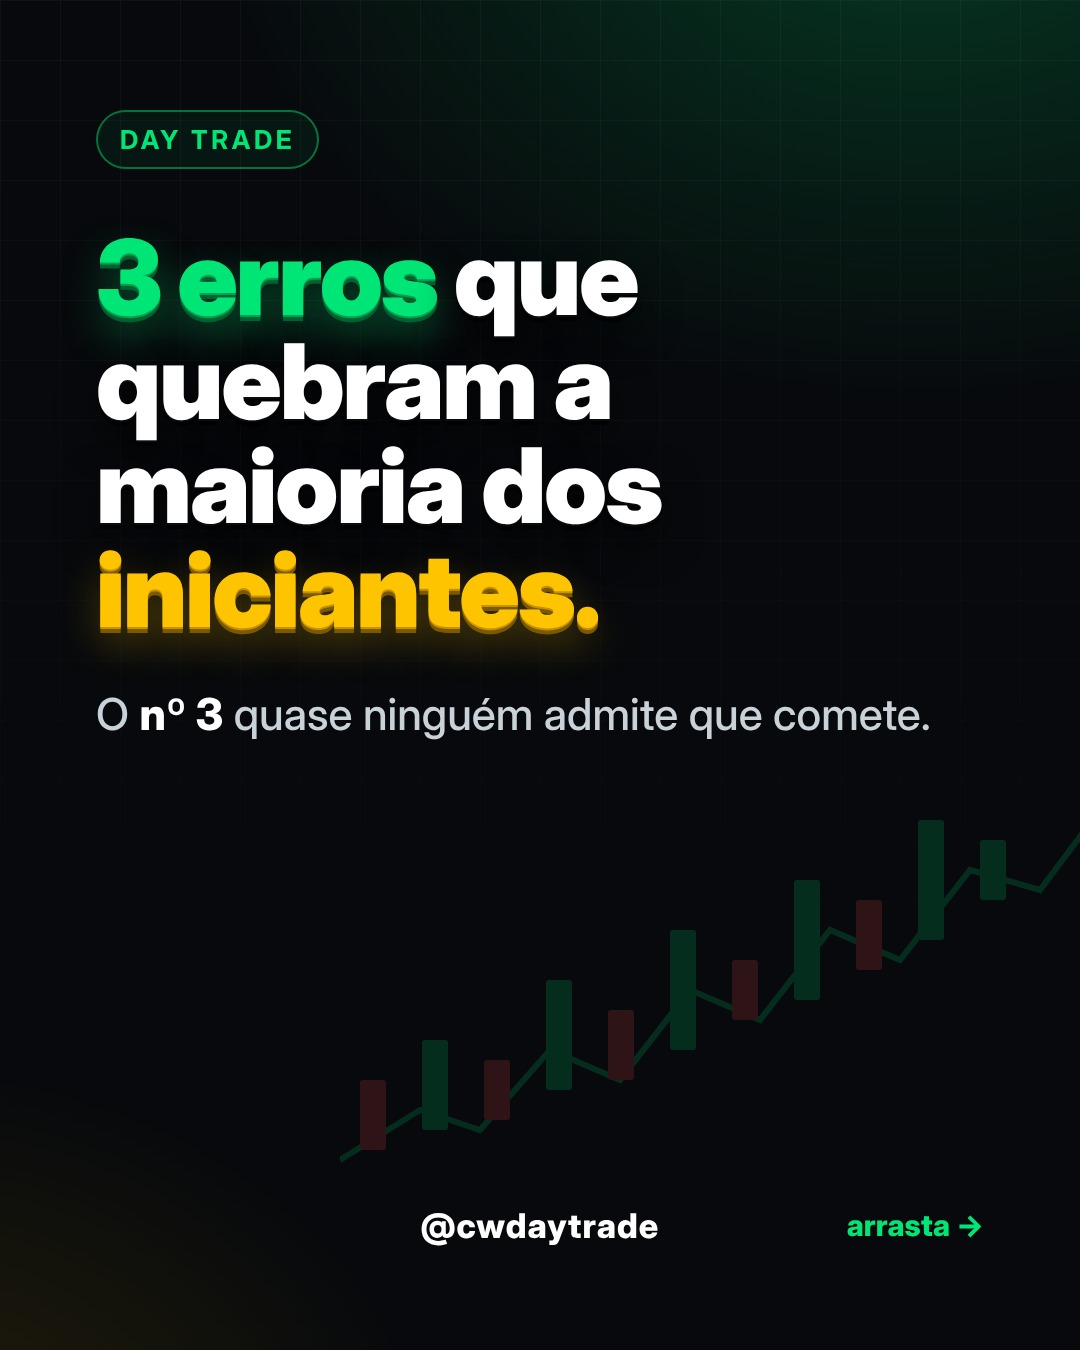 DAY TRADE
3 erros que
quebram a
maioria dos
iniciantes.
O nº 3 quase ninguém admite que comete.
@cwdaytrade
arrasta →